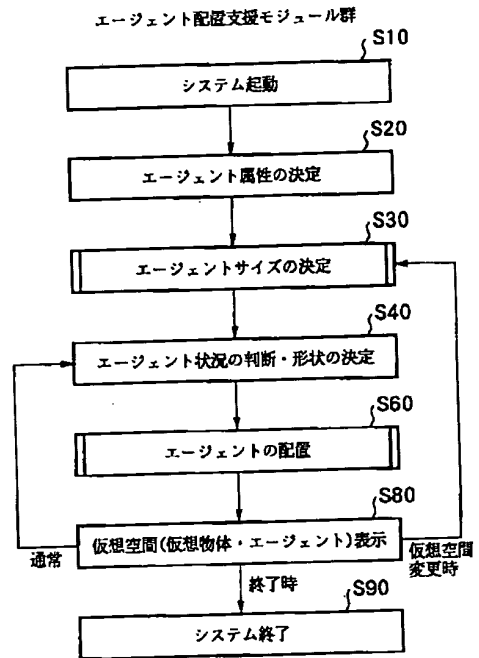 エージェント配置支援モジュール群
S10
システム起動
S20
エージェント属性の決定
S30
エージェントサイズの決定
S40
エージェント状況の判断・形状の決定
S60
エージェントの配置
S80
仮想空間(仮想物体・エージェント)表示
通常
仮想空間
変更時
終了時
S90
システム終了